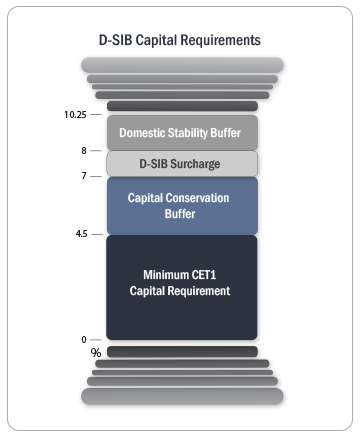 D-SIB Capital Requirements
10.25
Domestic Stability Buffer
8
D-SIB Surcharge
7
Capital Conservation
Buffer
4.5
Minimum CET1
Capital Requirement
0
%